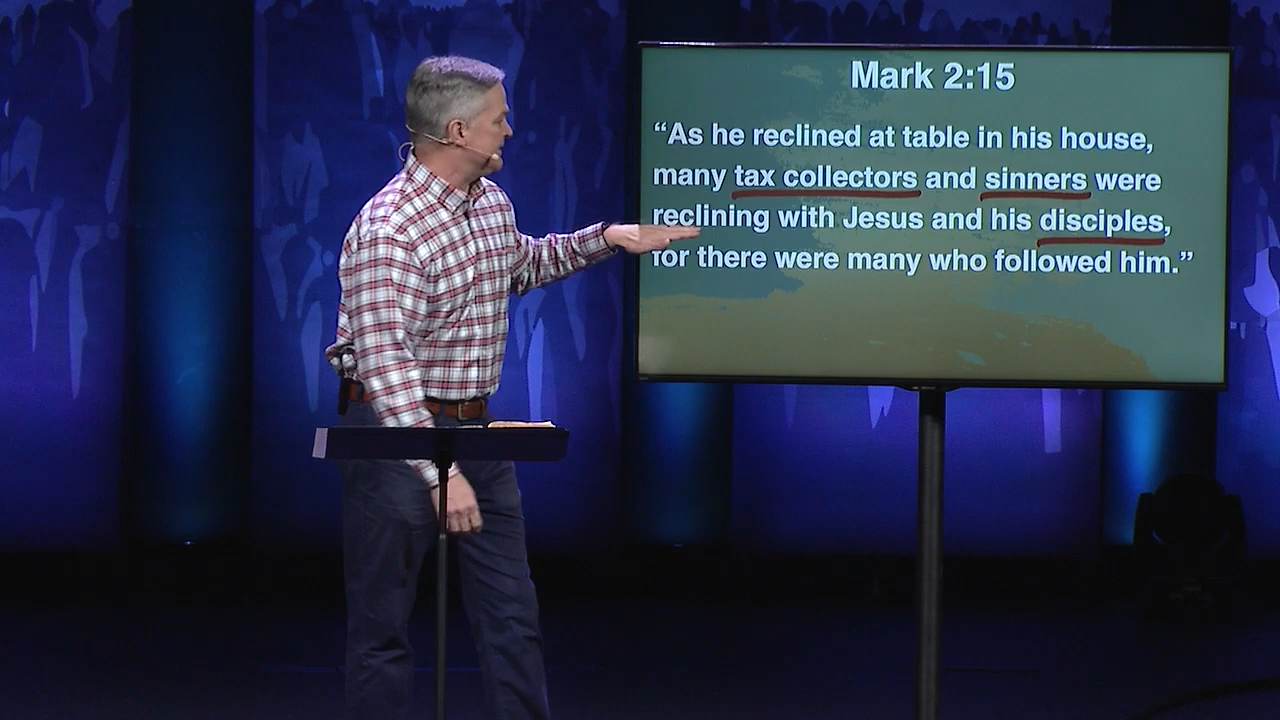 Mark 2:15
“As he reclined at table in his house,
many tax collectors and sinners were
reclining with Jesus and his disciples,
for there were many who followed him.”